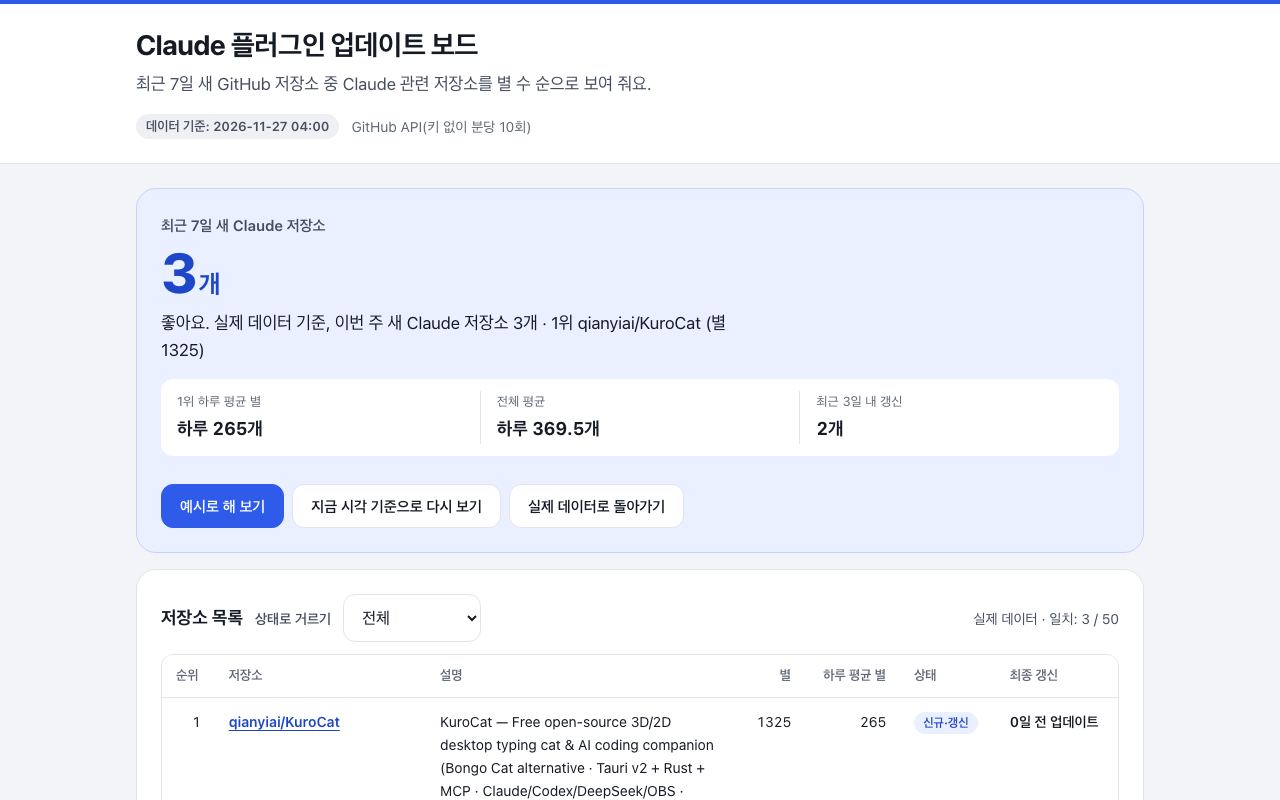 Claude 플러그인 업데이트 보드
최근 7일 새 GitHub 저장소 중 Claude 관련 저장소를 별 수 순으로 보여 줘요.
데이터 기준: 2026-11-27 04:00 GitHub API(키 없이 분당 10회)
최근 7일 새 Claude 저장소
3개
좋아요. 실제 데이터 기준, 이번 주 새 Claude 저장소 3개 · 1위 qianyiai/KuroCat (별
1325)
1위 하루 평균 별 전체 평균 최근 3일 내 갱신
하루 265개 하루 369.5개 2개
예시로 해 보기 지금 시각 기준으로 다시 보기 실제 데이터로 돌아가기
저장소 목록 상태로 거르기 전체 실제 데이터 · 일치: 3 / 50
순위 저장소 설명 별 하루 평균 별 상태 최종 갱신
1 qianyiai/KuroCat KuroCat — Free open-source 3D/2D 1325 265 신규·갱신 0일 전 업데이트
desktop typing cat & AI coding companion
(Bongo Cat alternative · Tauri v2 + Rust +
MCP · Claude/Codex/DeepSeek/OBS ·